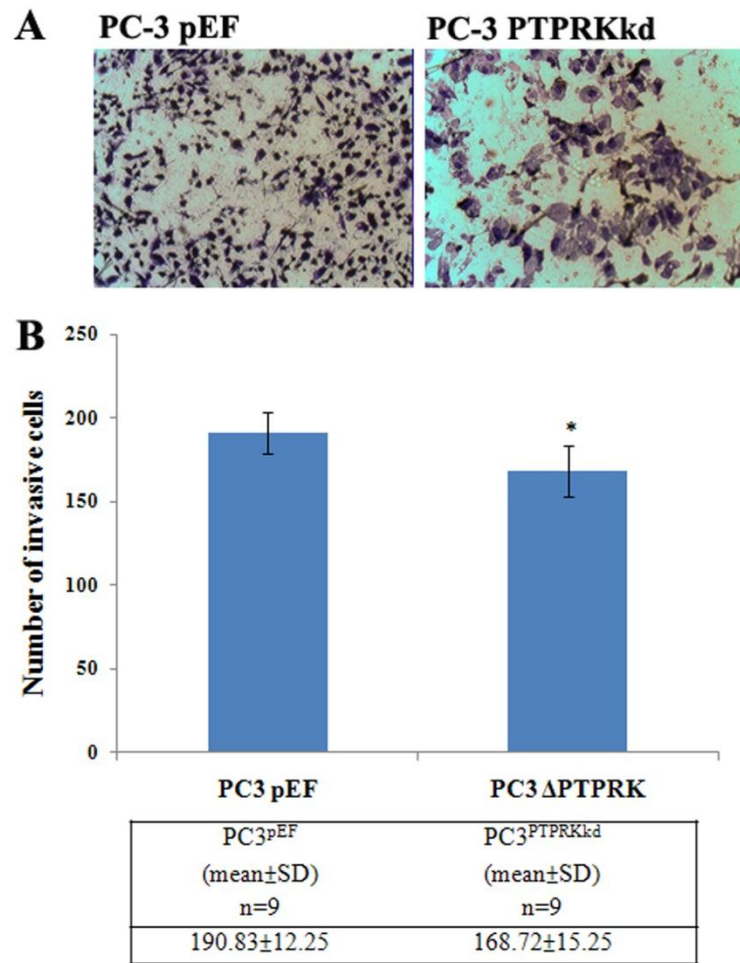 A PC-3 pEF PC-3 PTPRKkd
B
250
200
150
100
50
0
Number of invasive cells
*
PC3 pEF PC3 ΔPTPRK
PC3pEF PC3PTPRKkd
(mean±SD) (mean±SD)
n=9 n=9
190.83±12.25 168.72±15.25